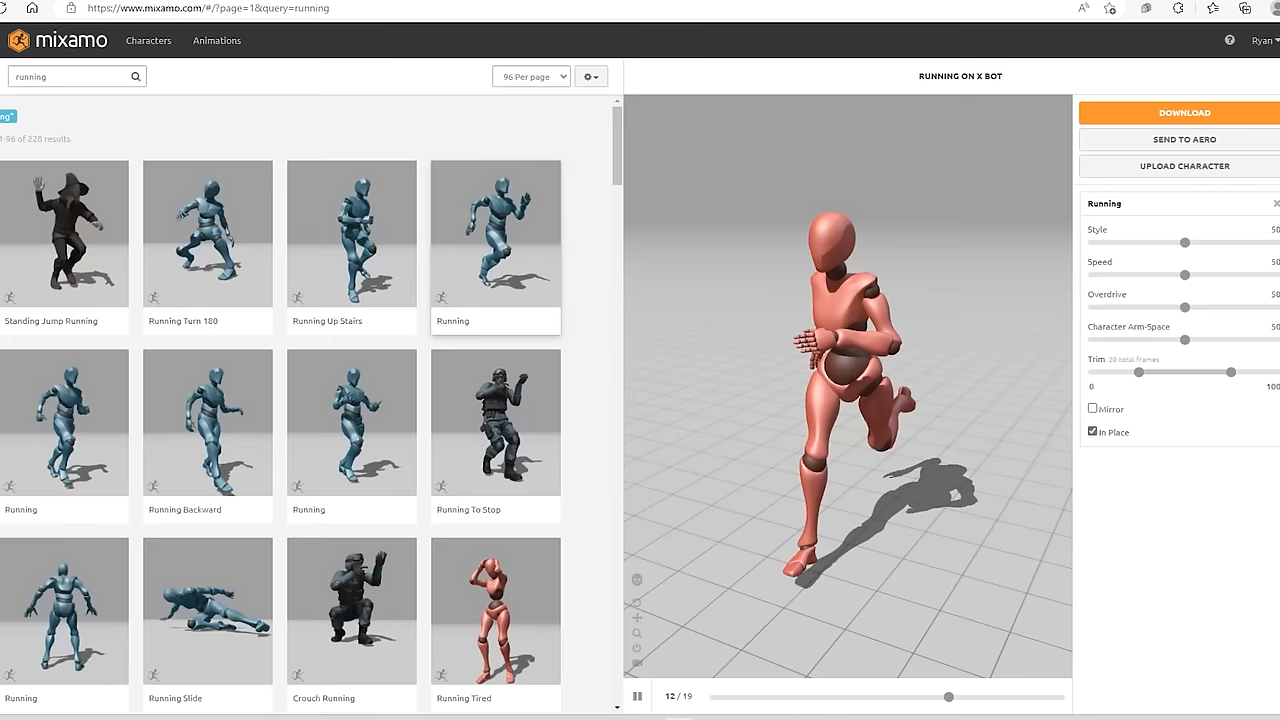 https://www.mixamo.com/#/?page=1&query=running
mixamo
Characters
Animations
Ryan
running
96 Per page
RUNNING ON X BOT
ng"
1-96 of 228 results
DOWNLOAD
SEND TO AERO
UPLOAD CHARACTER
Running
Style
50
Speed
50
Overdrive
50
Character Arm-Space
50
Trim 20 total frames
0
100
Mirror
In Place
Standing Jump Running
Running Turn 180
Running Up Stairs
Running
Running
Running Backward
Running
Running To Stop
Running
Running Slide
Crouch Running
Running Tired
12 / 19